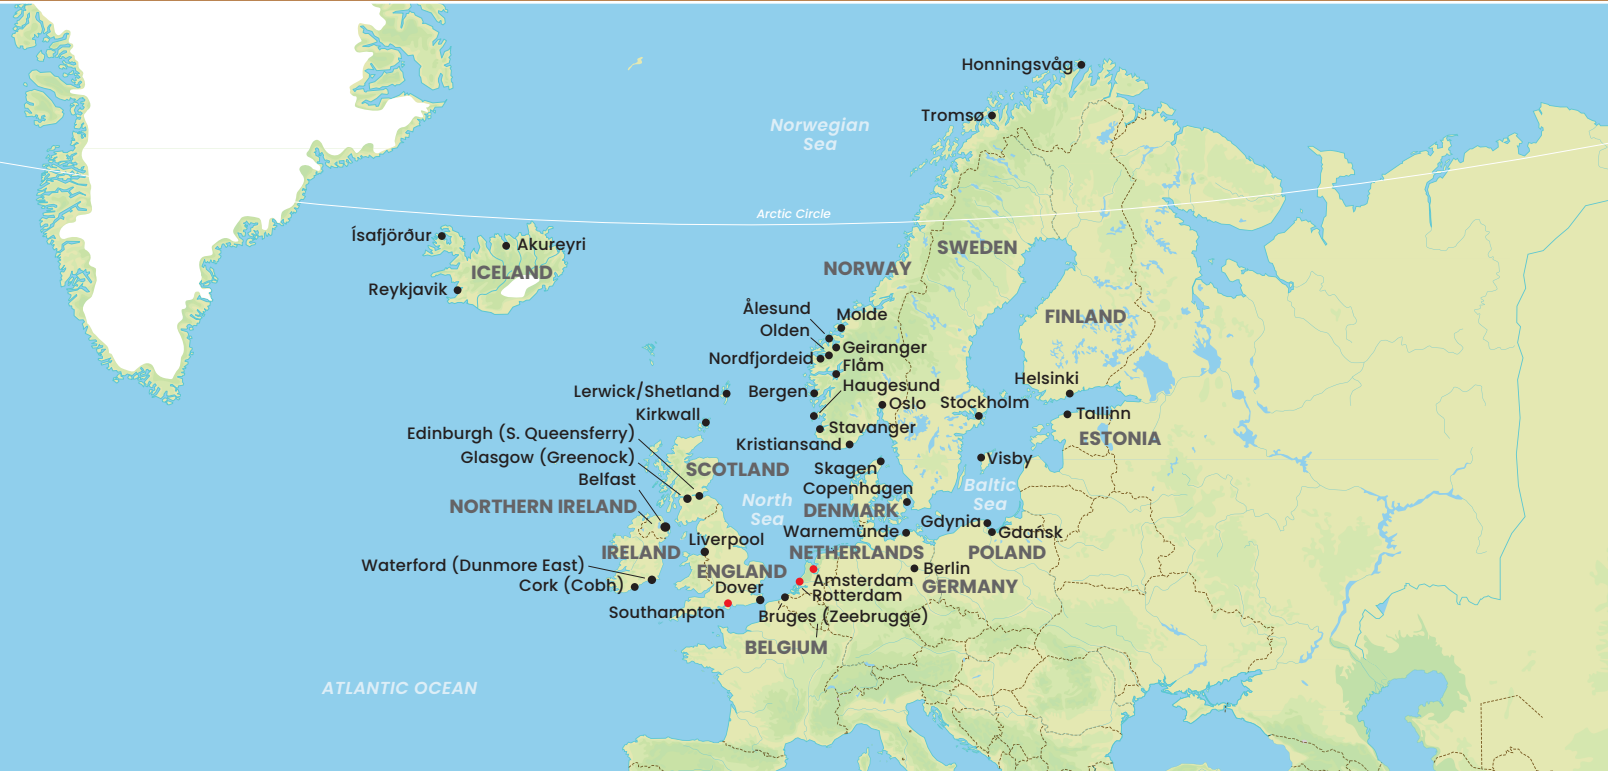 Honningsvåg
Tromsø
Norwegian
Sea
Arctic Circle
Ísafjörður
Akureyri
SWEDEN
NORWAY
ICELAND
Reykjavik
Ålesund
Molde
FINLAND
Olden
Geiranger
Nordfjordeid
Flåm
Helsinki
Haugesund
Lerwick/Shetland
Bergen
Oslo
Stockholm
Kirkwall
Tallinn
Stavanger
Edinburgh (S. Queensferry)
ESTONIA
Kristiansand
Glasgow (Greenock)
Visby
SCOTLAND
Skagen
Belfast
Copenhagen
Baltic
Sea
North
Sea
NORTHERN IRELAND
DENMARK
Gdynia
Warnemünde
Gdańsk
Liverpool
IRELAND
NETHERLANDS
POLAND
Waterford (Dunmore East)
ENGLAND
Berlin
Amsterdam
Cork (Cobh)
Dover
GERMANY
Rotterdam
Southampton
Bruges (Zeebrugge)
BELGIUM
ATLANTIC OCEAN